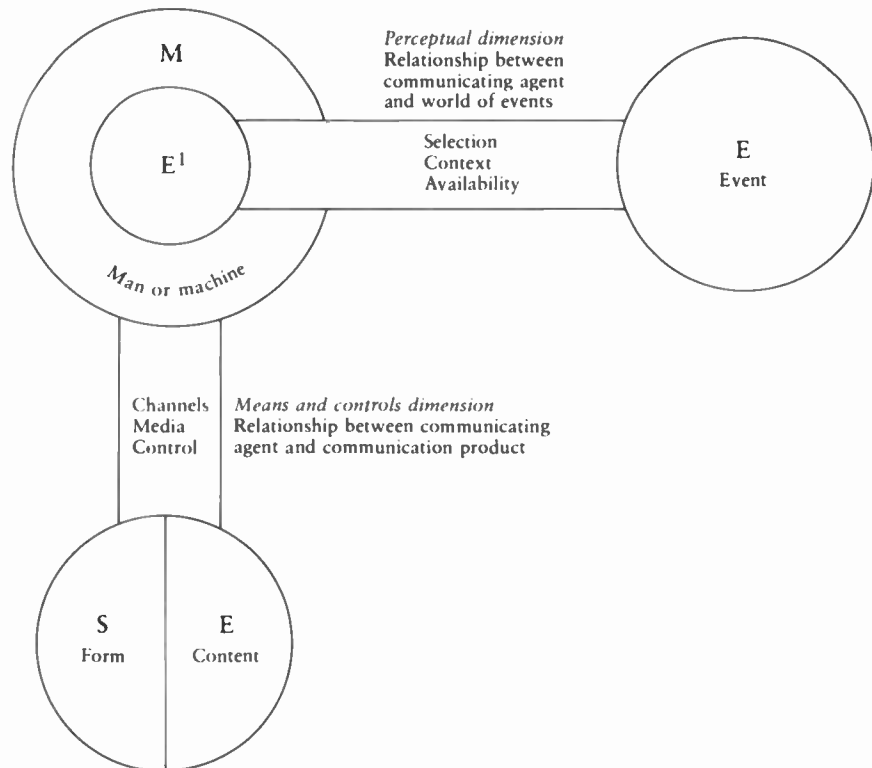 M
E¹
Man or machine
Perceptual dimension
Relationship between
communicating agent
and world of events
Selection
Context
Availability
E
Event
Channels
Media
Control
Means and controls dimension
Relationship between communicating
agent and communication product
S
Form
E
Content